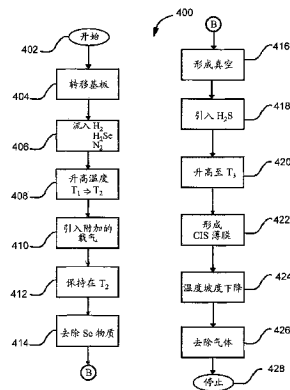 400
402
开始
404
转移基板
406
流入 H2
H2Se
N2
408
升高温度
T1 ⇒ T2
410
引入附加的
载气
412
保持在 T2
414
去除 Se 物质
B
B
416
形成真空
418
引入 H2S
420
升高至 T3
422
形成
CIS 薄膜
424
温度坡度下降
426
去除气体
428
停止